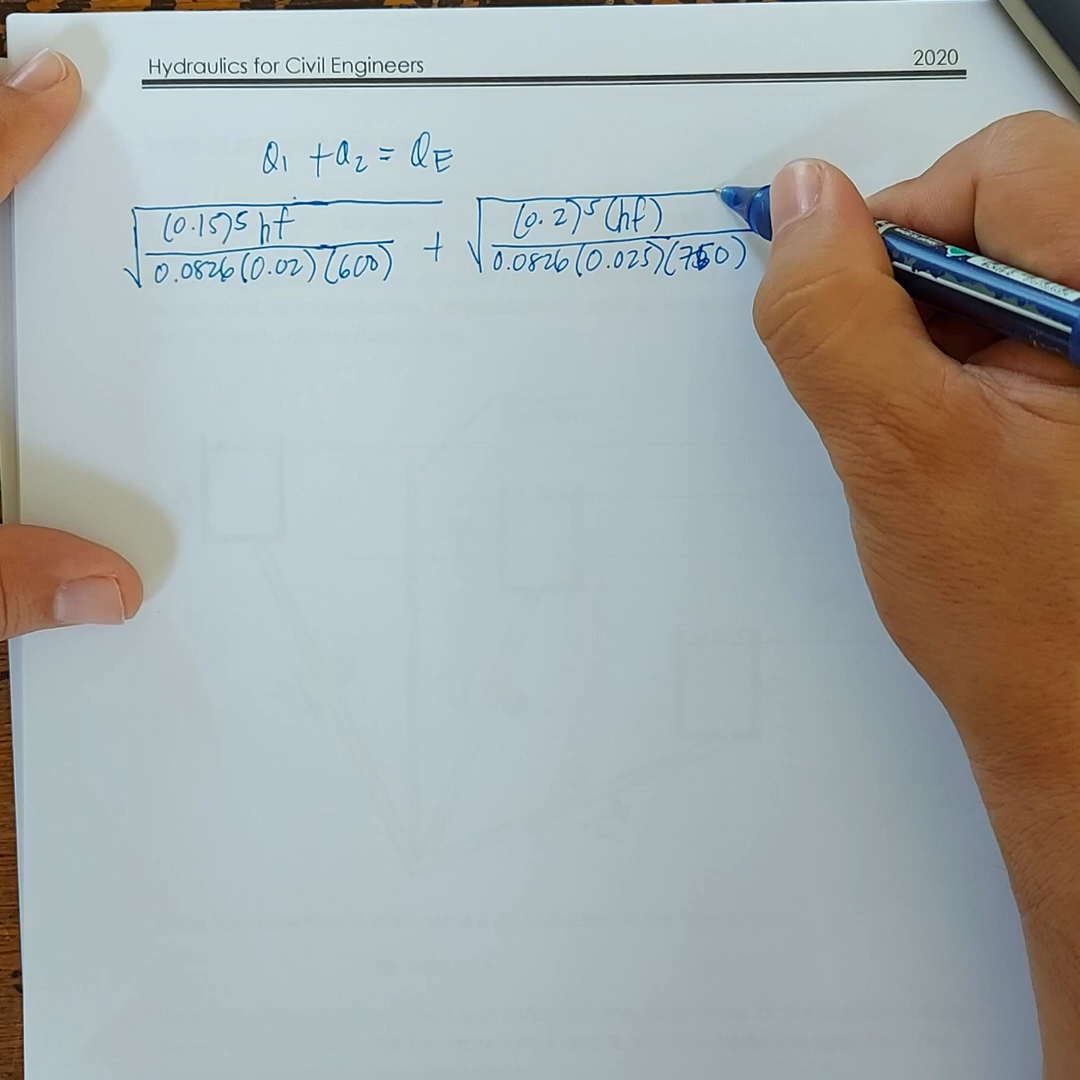 Hydraulics for Civil Engineers 2020
Q1 + Q2 = QE
√((0.15)^5 hf / 0.0826(0.02)(600)) + √((0.2)^5 (hf) / 0.0826(0.025)(750))